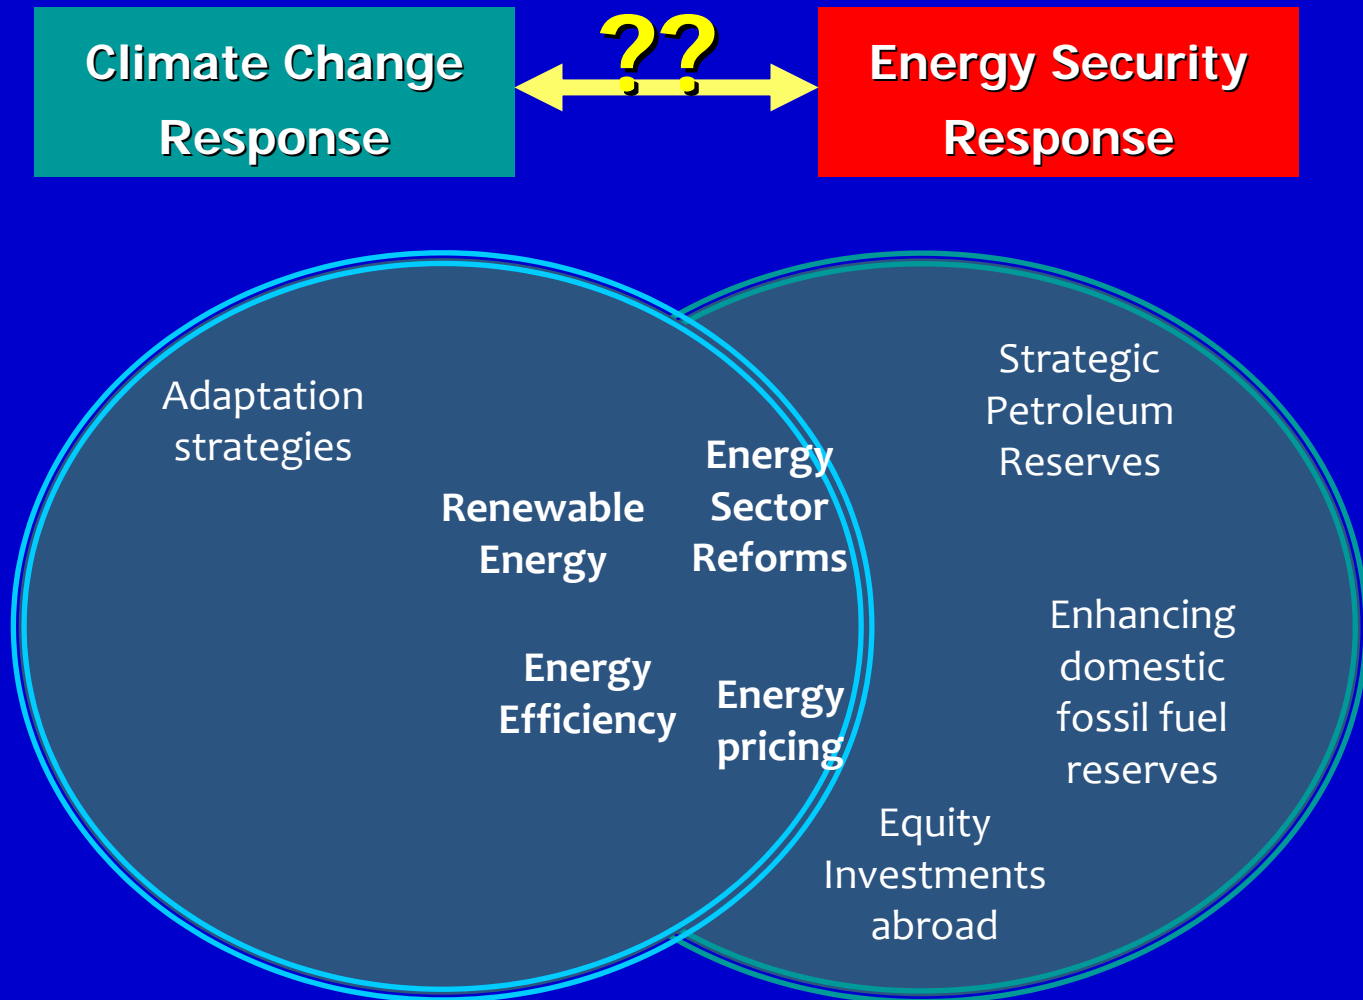 Climate Change
Response
??
Energy Security
Response
Adaptation
strategies
Renewable
Energy
Energy
Sector
Reforms
Energy
Efficiency
Energy
pricing
Strategic
Petroleum
Reserves
Enhancing
domestic
fossil fuel
reserves
Equity
Investments
abroad